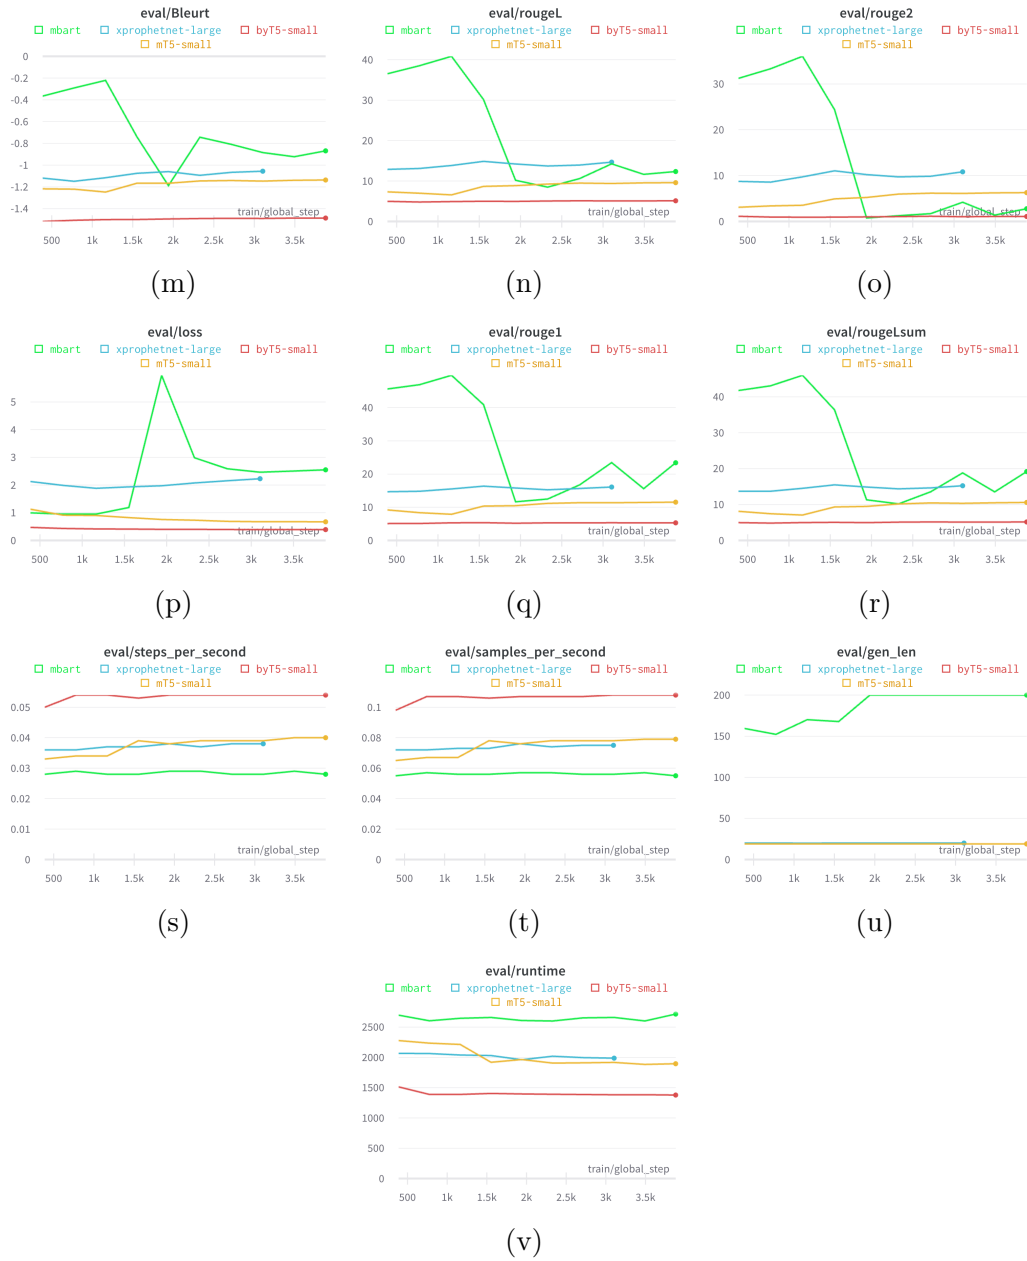 eval/Bleurt
mbart xprophetnet-large byT5-small
mT5-small
0
-0.2
-0.4
-0.6
-0.8
-1
-1.2
-1.4
train/global_step
500 1k 1.5k 2k 2.5k 3k 3.5k
(m)
eval/rougeL
mbart xprophetnet-large byT5-small
mT5-small
40
30
20
10
0
train/global_step
500 1k 1.5k 2k 2.5k 3k 3.5k
(n)
eval/rouge2
mbart xprophetnet-large byT5-small
mT5-small
30
20
10
0
train/global_step
500 1k 1.5k 2k 2.5k 3k 3.5k
(o)
eval/loss
mbart xprophetnet-large byT5-small
mT5-small
5
4
3
2
1
0
train/global_step
500 1k 1.5k 2k 2.5k 3k 3.5k
(p)
eval/rouge1
mbart xprophetnet-large byT5-small
mT5-small
40
30
20
10
0
train/global_step
500 1k 1.5k 2k 2.5k 3k 3.5k
(q)
eval/rougeLsum
mbart xprophetnet-large byT5-small
mT5-small
40
30
20
10
0
train/global_step
500 1k 1.5k 2k 2.5k 3k 3.5k
(r)
eval/steps_per_second
mbart xprophetnet-large byT5-small
mT5-small
0.05
0.04
0.03
0.02
0.01
0
train/global_step
500 1k 1.5k 2k 2.5k 3k 3.5k
(s)
eval/samples_per_second
mbart xprophetnet-large byT5-small
mT5-small
0.1
0.08
0.06
0.04
0.02
0
train/global_step
500 1k 1.5k 2k 2.5k 3k 3.5k
(t)
eval/gen_len
mbart xprophetnet-large byT5-small
mT5-small
200
150
100
50
0
train/global_step
500 1k 1.5k 2k 2.5k 3k 3.5k
(u)
eval/runtime
mbart xprophetnet-large byT5-small
mT5-small
2500
2000
1500
1000
500
0
train/global_step
500 1k 1.5k 2k 2.5k 3k 3.5k
(v)